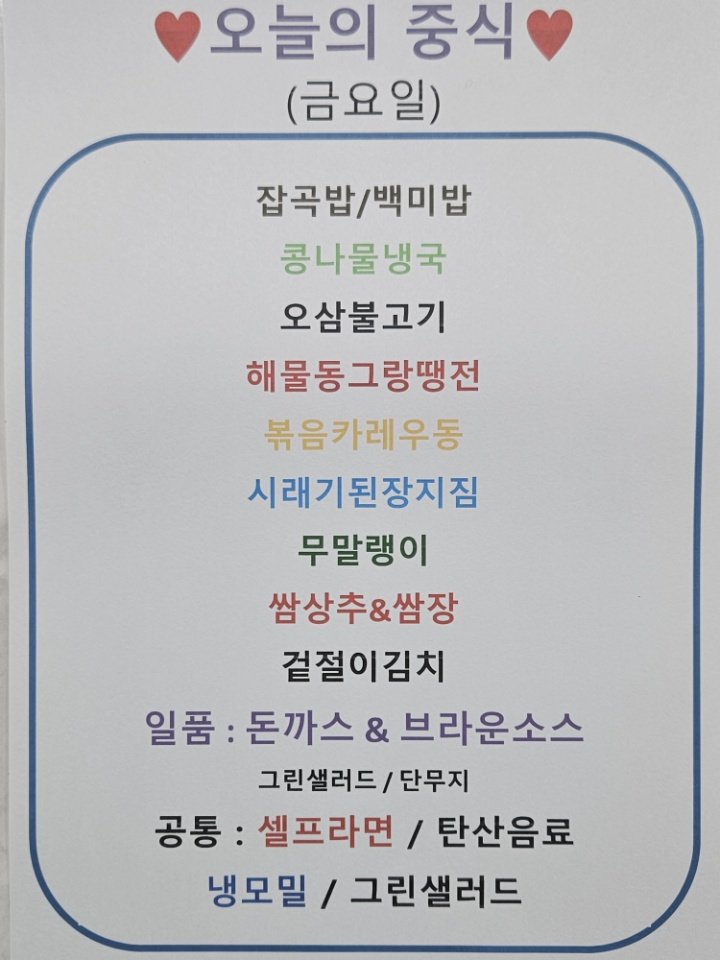 ♥오늘의 중식♥
(금요일)
잡곡밥/백미밥
콩나물냉국
오삼불고기
해물동그랑땡전
볶음카레우동
시래기된장지짐
무말랭이
쌈상추&쌈장
겉절이김치
일품 : 돈까스 & 브라운소스
그린샐러드 / 단무지
공통 : 셀프라면 / 탄산음료
냉모밀 / 그린샐러드